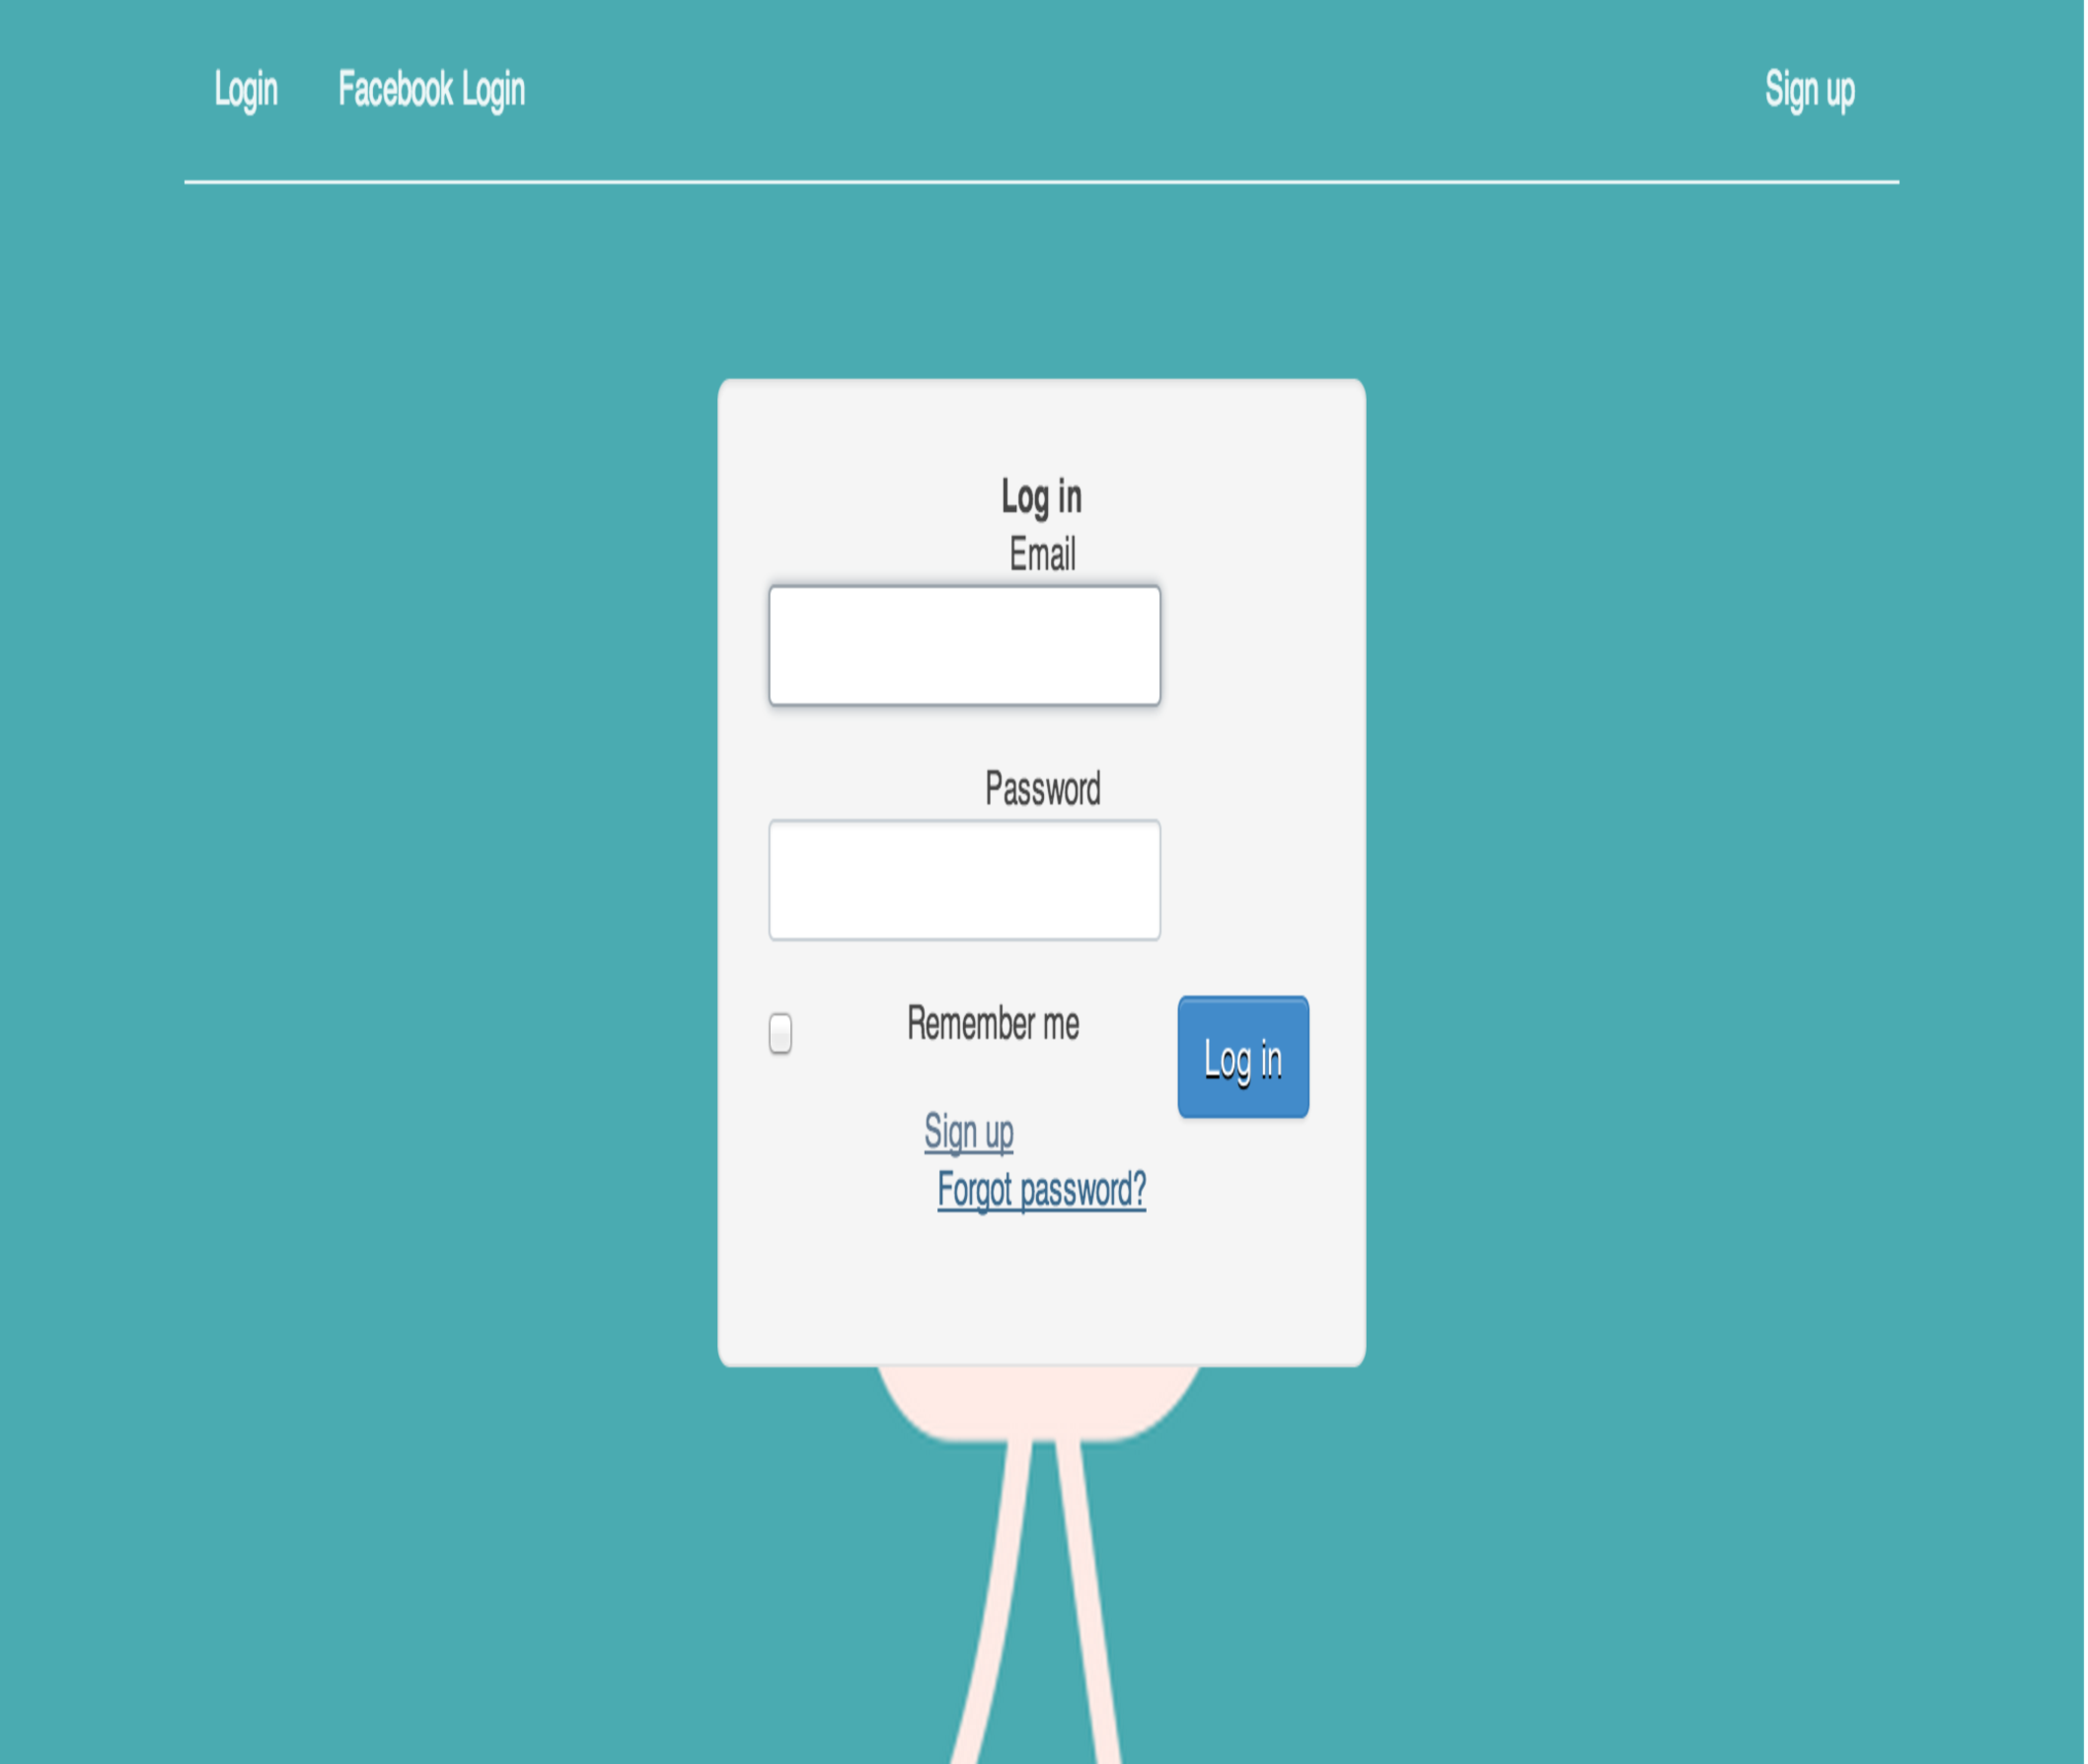 Login Facebook Login Sign up
Log in
Email
Password
Remember me
Log in
Sign up
Forgot password?